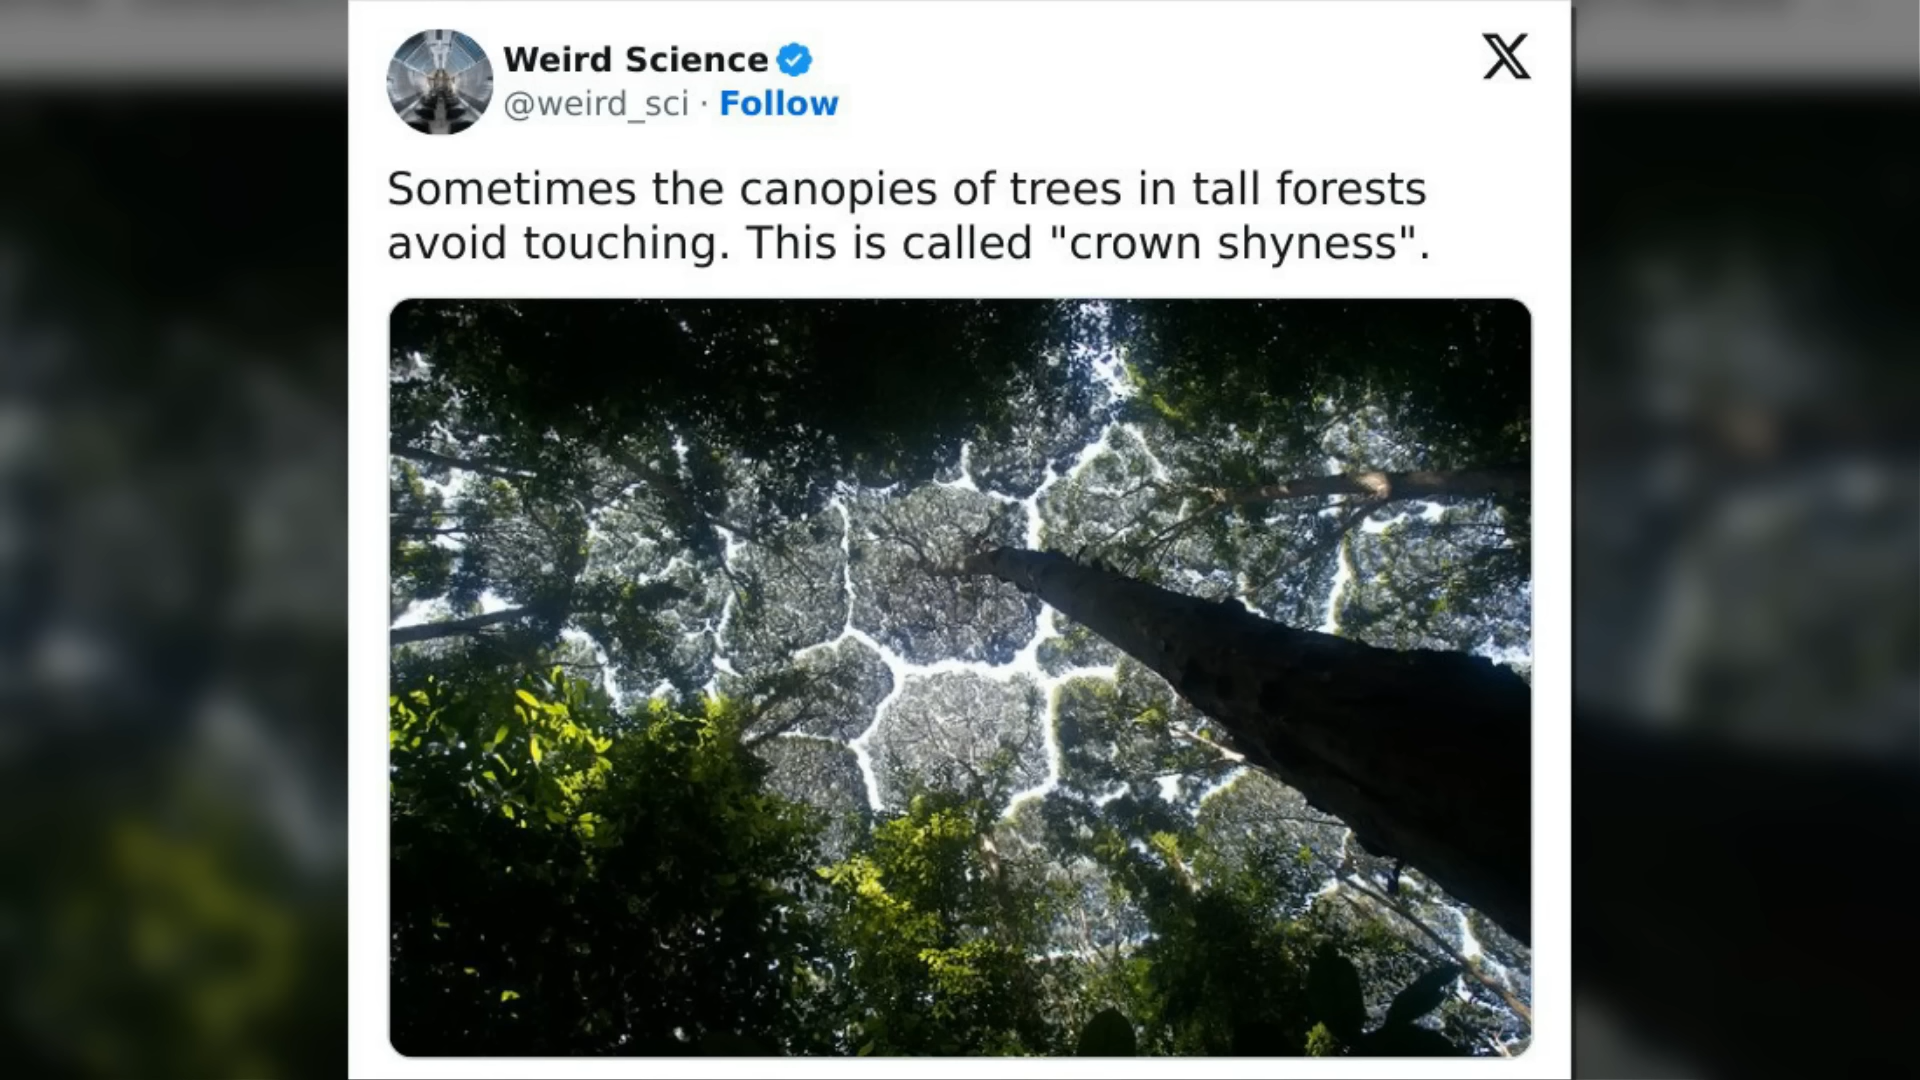 Weird Science
@weird_sci · Follow
Sometimes the canopies of trees in tall forests
avoid touching. This is called "crown shyness".